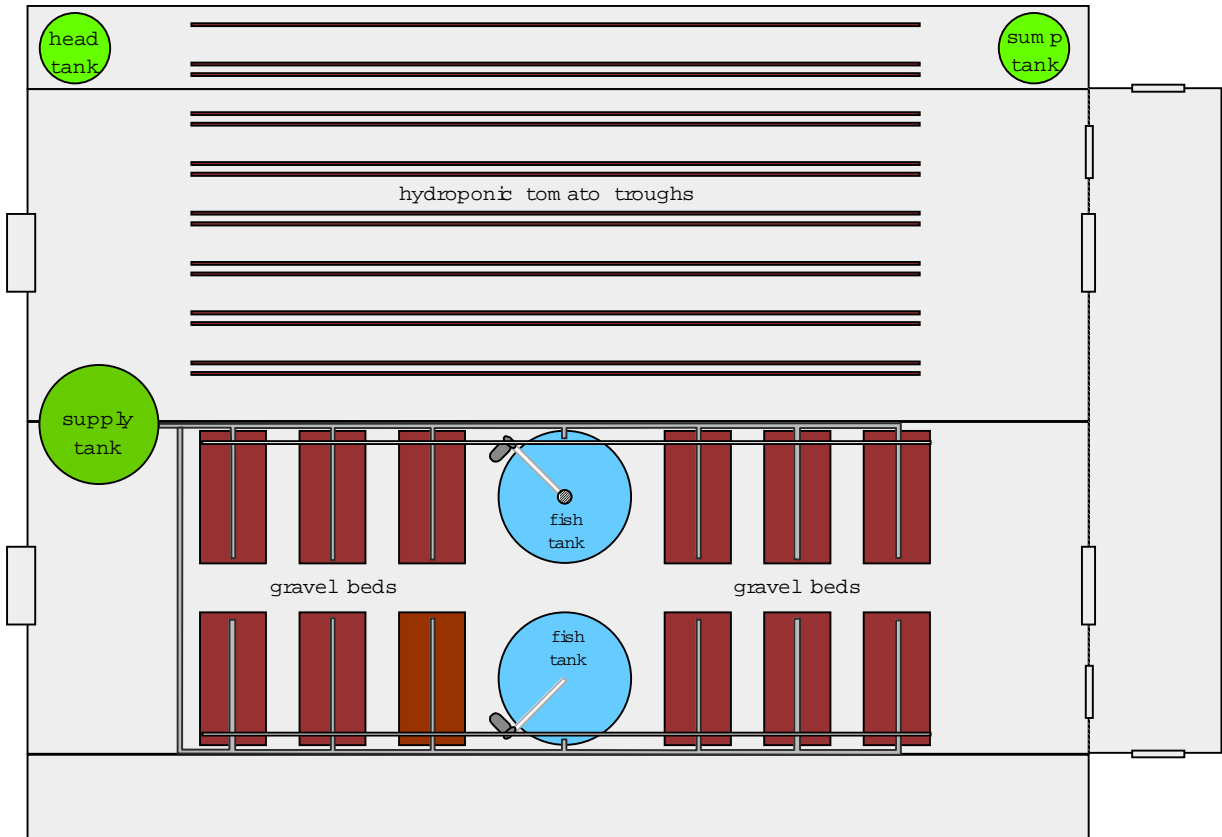 head
tank
sump
tank
hydroponic tomato troughs
supply
tank
fish
tank
gravel beds
gravel beds
fish
tank